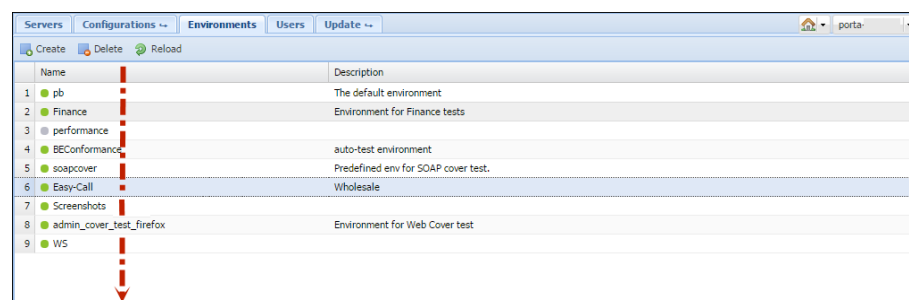 Servers Configurations ↪ Environments Users Update ↪ porta-
Create Delete Reload
Name Description
1 pb The default environment
2 Finance Environment for Finance tests
3 performance
4 BEConformance auto-test environment
5 soapcover Predefined env for SOAP cover test.
6 Easy-Call Wholesale
7 Screenshots
8 admin_cover_test_firefox Environment for Web Cover test
9 WS